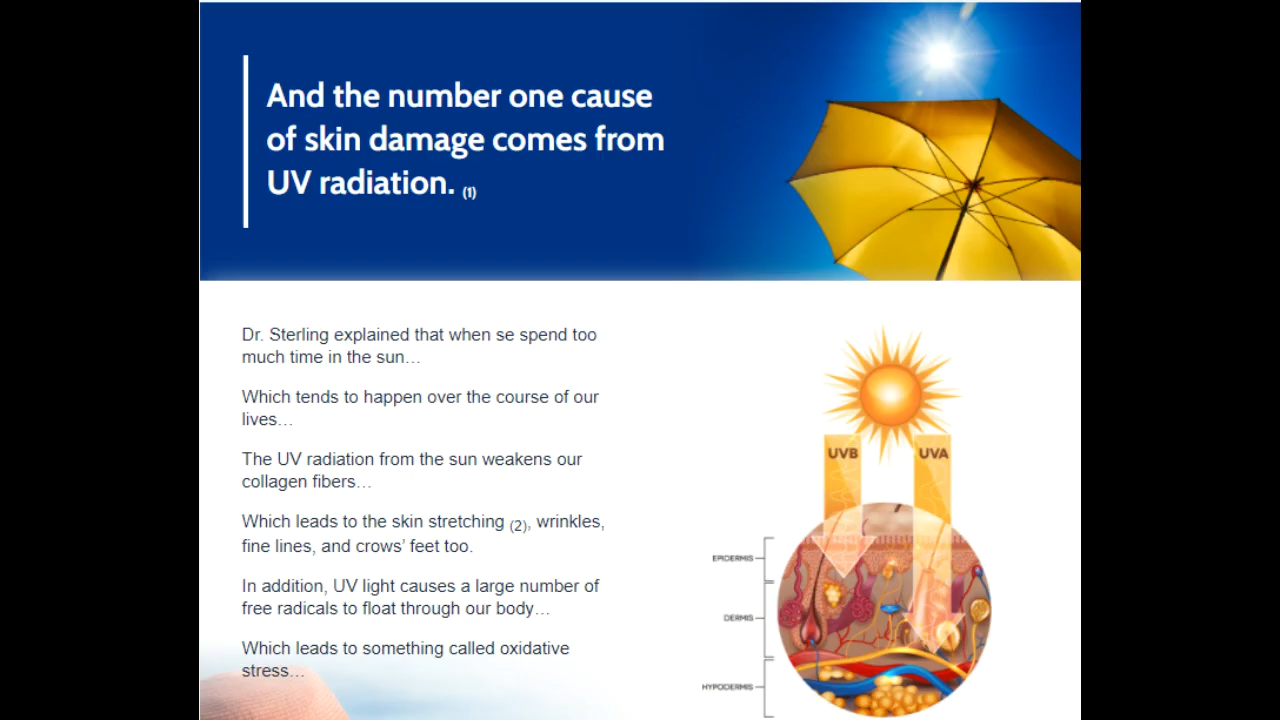 And the number one cause
of skin damage comes from
UV radiation. (1)
Dr. Sterling explained that when se spend too
much time in the sun…
Which tends to happen over the course of our
lives…
The UV radiation from the sun weakens our
collagen fibers…
Which leads to the skin stretching (2), wrinkles,
fine lines, and crows’ feet too.
In addition, UV light causes a large number of
free radicals to float through our body…
Which leads to something called oxidative
stress…
UVB UVA
EPIDERMIS
DERMIS
HYPODERMIS